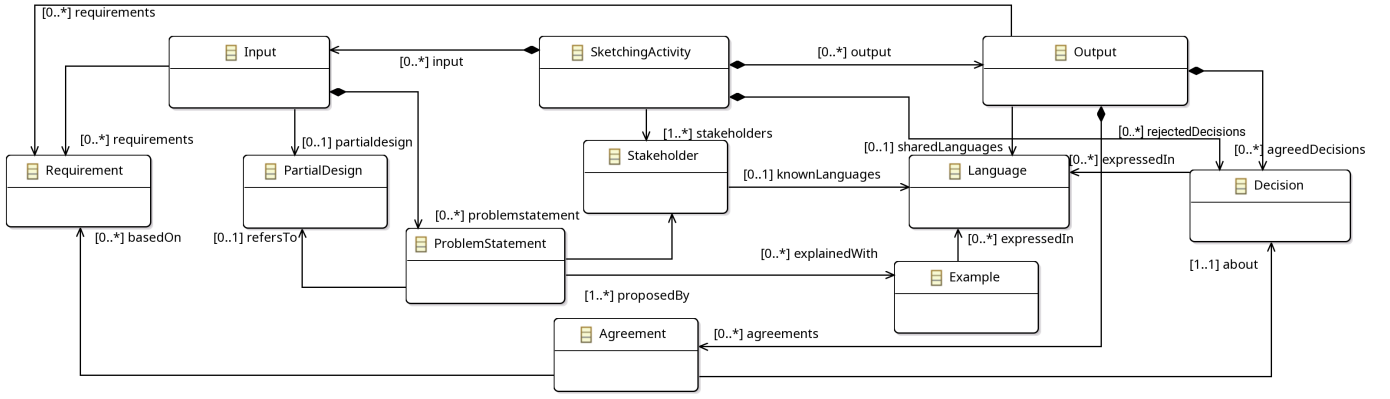 [0..*] requirements
Input
SketchingActivity
Output
[0..*] input
[0..*] output
[0..*] requirements
[0..1] partialdesign
[1..*] stakeholders
[0..*] rejectedDecisions
[0..1] sharedLanguages
[0..*] agreedDecisions
Requirement
PartialDesign
Stakeholder
Language
[0..*] expressedIn
[0..1] knownLanguages
Decision
[0..*] basedOn
[0..1] refersTo
[0..*] problemstatement
ProblemStatement
[0..*] explainedWith
[0..*] expressedIn
[1..1] about
Example
[1..*] proposedBy
Agreement
[0..*] agreements